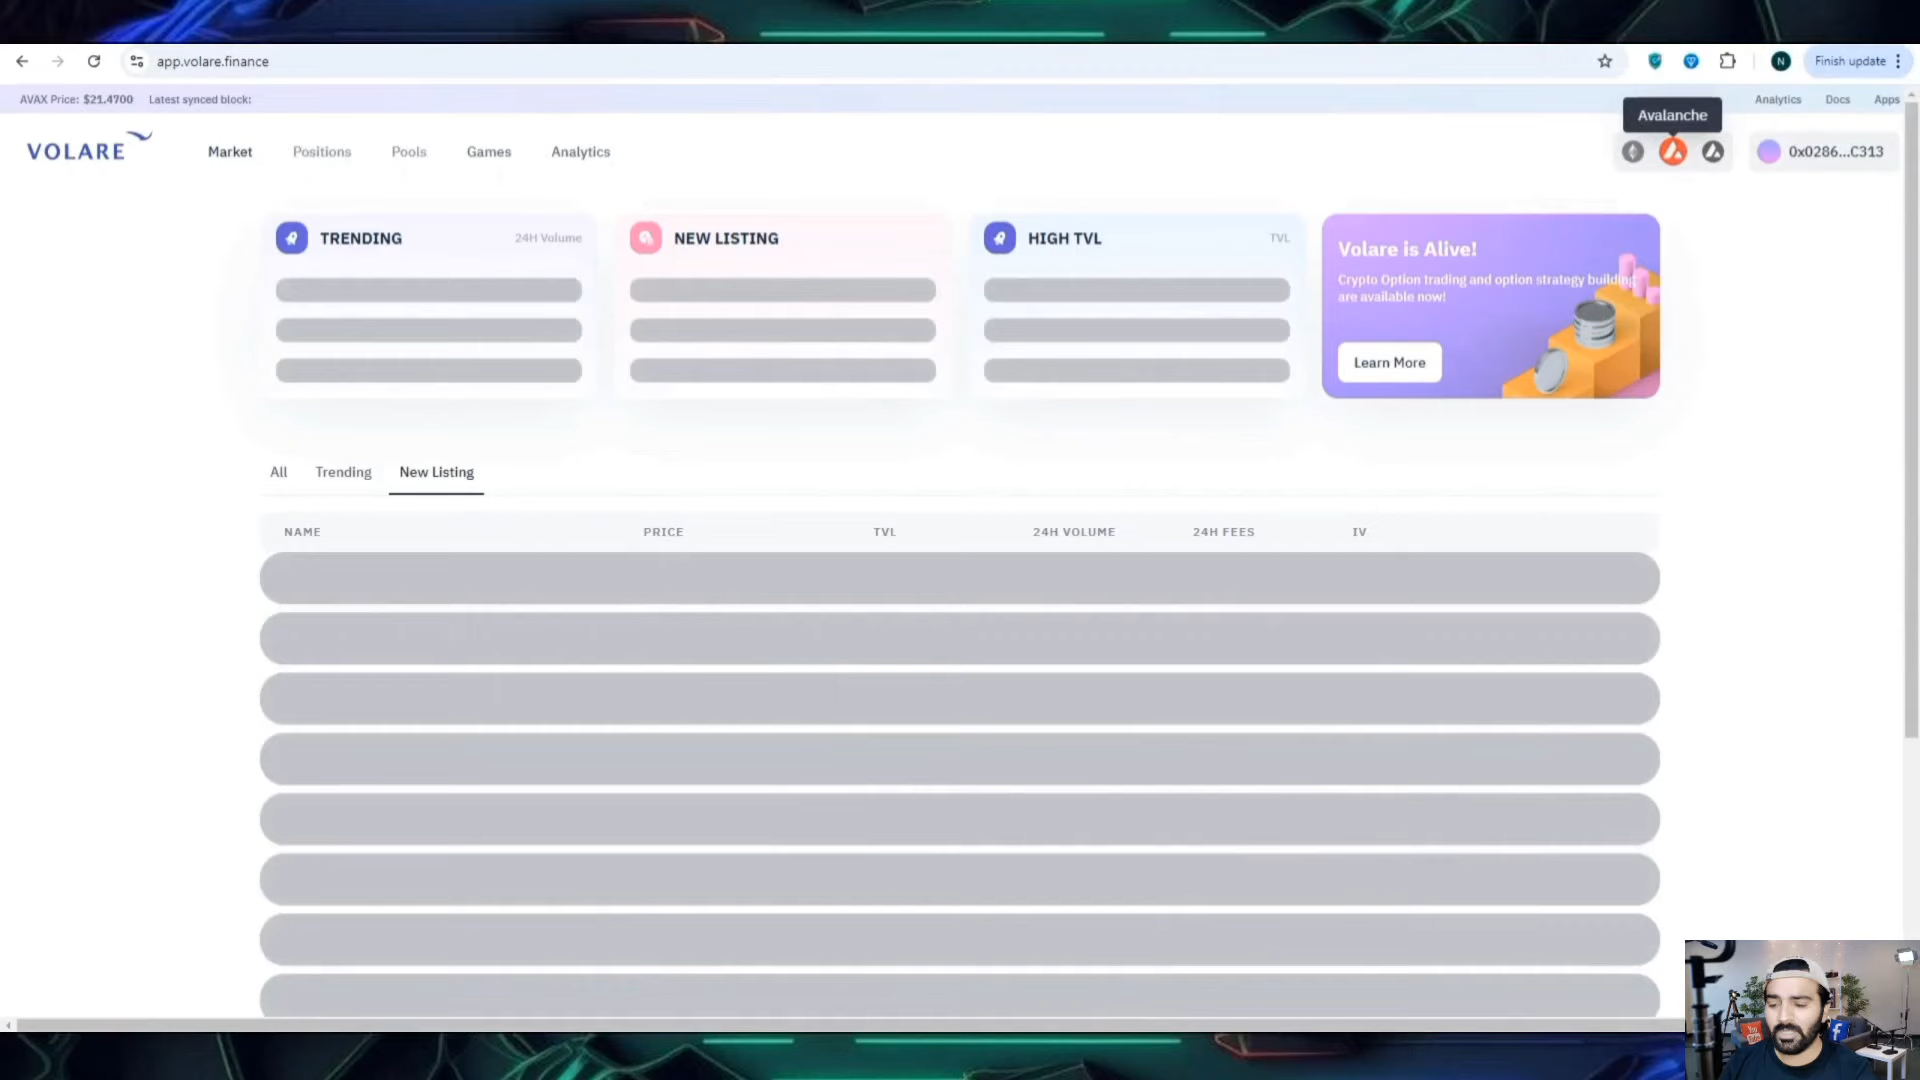 app.volare.finance
N
Finish update
AVAX Price: $21.4700
Latest synced block:
Analytics
Docs
Apps
Avalanche
VOLARE
Market
Positions
Pools
Games
Analytics
0x0286...C313
TRENDING
24H Volume
NEW LISTING
HIGH TVL
TVL
Volare is Alive!
Crypto Option trading and option strategy building
are available now!
Learn More
All
Trending
New Listing
NAME
PRICE
TVL
24H VOLUME
24H FEES
IV